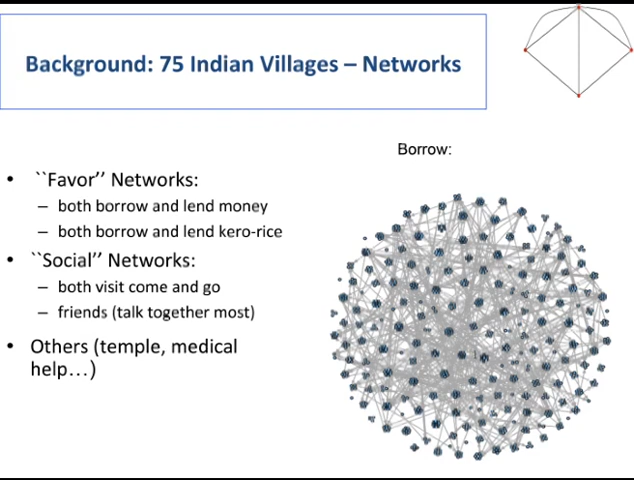 Background: 75 Indian Villages – Networks
Borrow:
• ``Favor’’ Networks:
– both borrow and lend money
– both borrow and lend kero-rice
• ``Social’’ Networks:
– both visit come and go
– friends (talk together most)
• Others (temple, medical
help…)